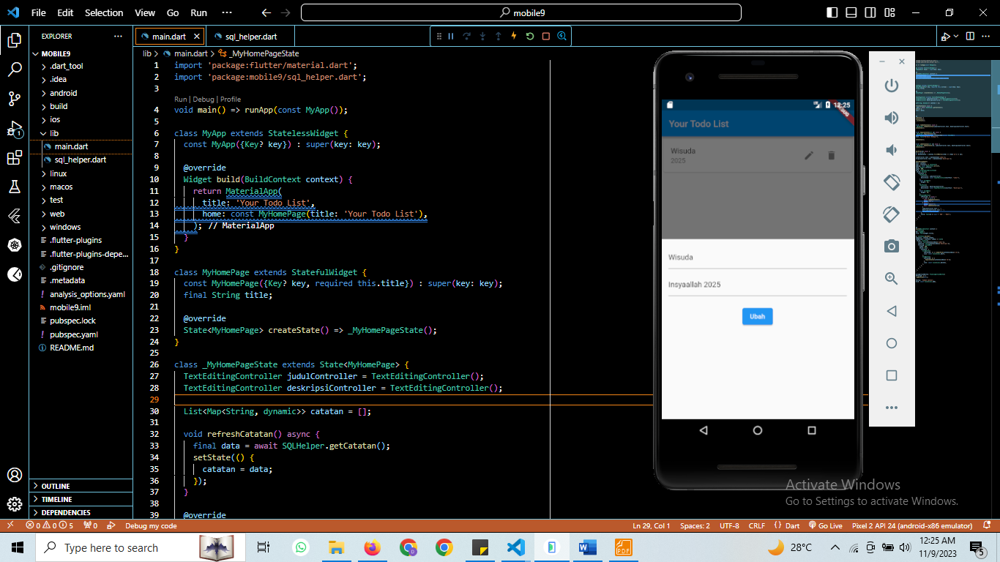 File Edit Selection View Go Run ··· mobile9
EXPLORER ···
MOBILE9
.dart_tool
.idea
android
build
ios
lib
main.dart
sql_helper.dart
linux
macos
test
web
windows
.flutter-plugins
.flutter-plugins-depe...
.gitignore
.metadata
! analysis_options.yaml
mobile9.iml
pubspec.lock
! pubspec.yaml
README.md
OUTLINE
TIMELINE
DEPENDENCIES
1
main.dart sql_helper.dart
lib > main.dart > _MyHomePageState
1 import 'package:flutter/material.dart';
2 import 'package:mobile9/sql_helper.dart';
3
Run | Debug | Profile
4 void main() => runApp(const MyApp());
5
6 class MyApp extends StatelessWidget {
7 const MyApp({Key? key}) : super(key: key);
8
9 @override
10 Widget build(BuildContext context) {
11 return MaterialApp(
12 title: 'Your Todo List',
13 home: const MyHomePage(title: 'Your Todo List'),
14 ); // MaterialApp
15 }
16 }
17
18 class MyHomePage extends StatefulWidget {
19 const MyHomePage({Key? key, required this.title}) : super(key: key);
20 final String title;
21
22 @override
23 State<MyHomePage> createState() => _MyHomePageState();
24 }
25
26 class _MyHomePageState extends State<MyHomePage> {
27 TextEditingController judulController = TextEditingController();
28 TextEditingController deskripsiController = TextEditingController();
29
30 List<Map<String, dynamic>> catatan = [];
31
32 void refreshCatatan() async {
33 final data = await SQLHelper.getCatatan();
34 setState(() {
35 catatan = data;
36 });
37 }
38
39 @override
12:25
Your Todo List
Wisuda
2025
Wisuda
Insyaallah 2025
Ubah
Activate Windows
Go to Settings to activate Windows.
0 0 5 0 Debug my code Ln 29, Col 1 Spaces: 2 UTF-8 CRLF {} Dart Go Live Pixel 2 API 24 (android-x86 emulator)
Type here to search
28°C
12:25 AM
11/9/2023
5